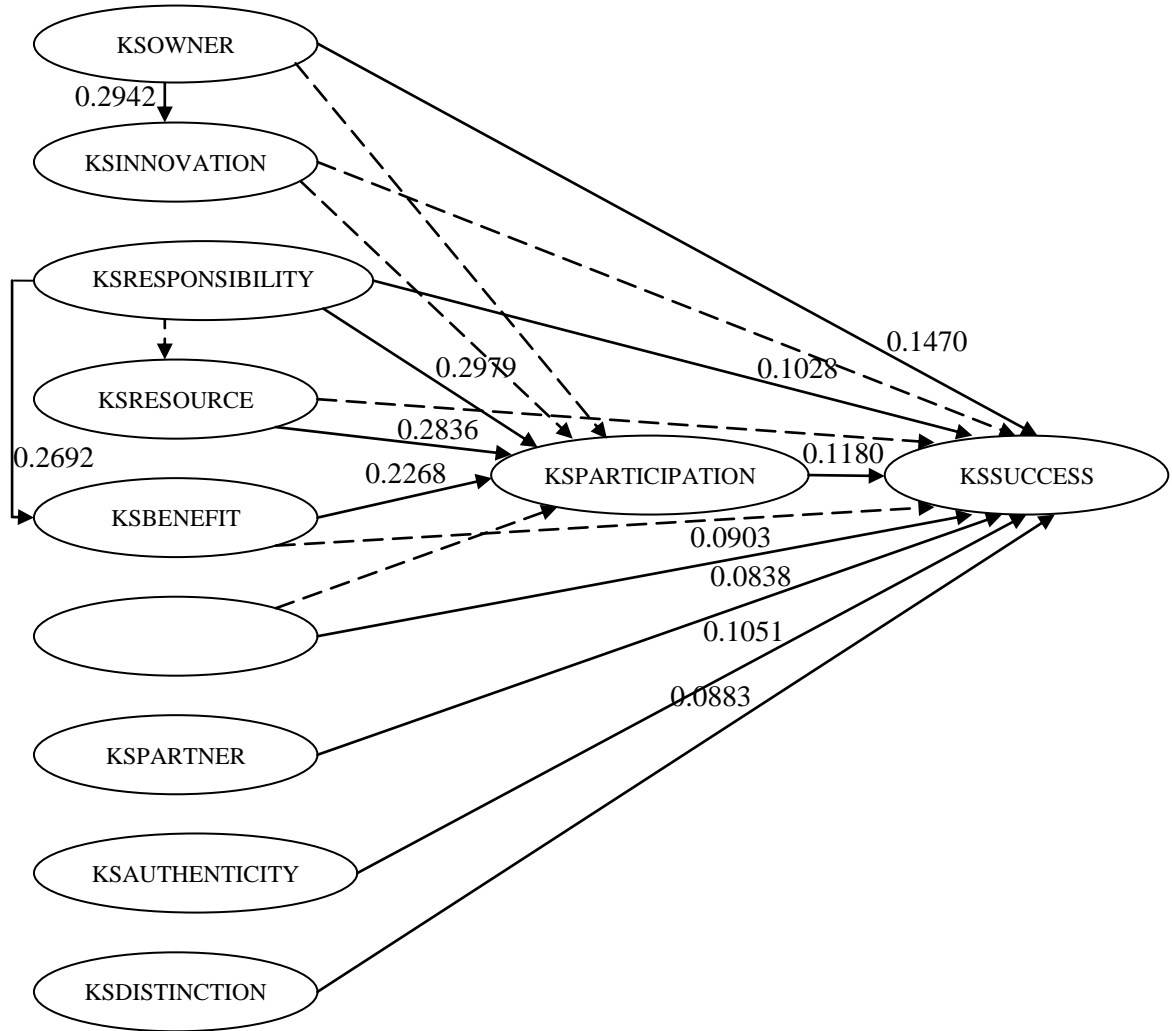 KSOWNER
0.2942
KSINNOVATION
KSRESPONSIBILITY
0.1470
0.2979
0.1028
KSRESOURCE
0.2836
0.2692
0.2268
KSPARTICIPATION
0.1180
KSSUCCESS
KSBENEFIT
0.0903
0.0838
0.1051
0.0883
KSPARTNER
KSAUTHENTICITY
KSDISTINCTION